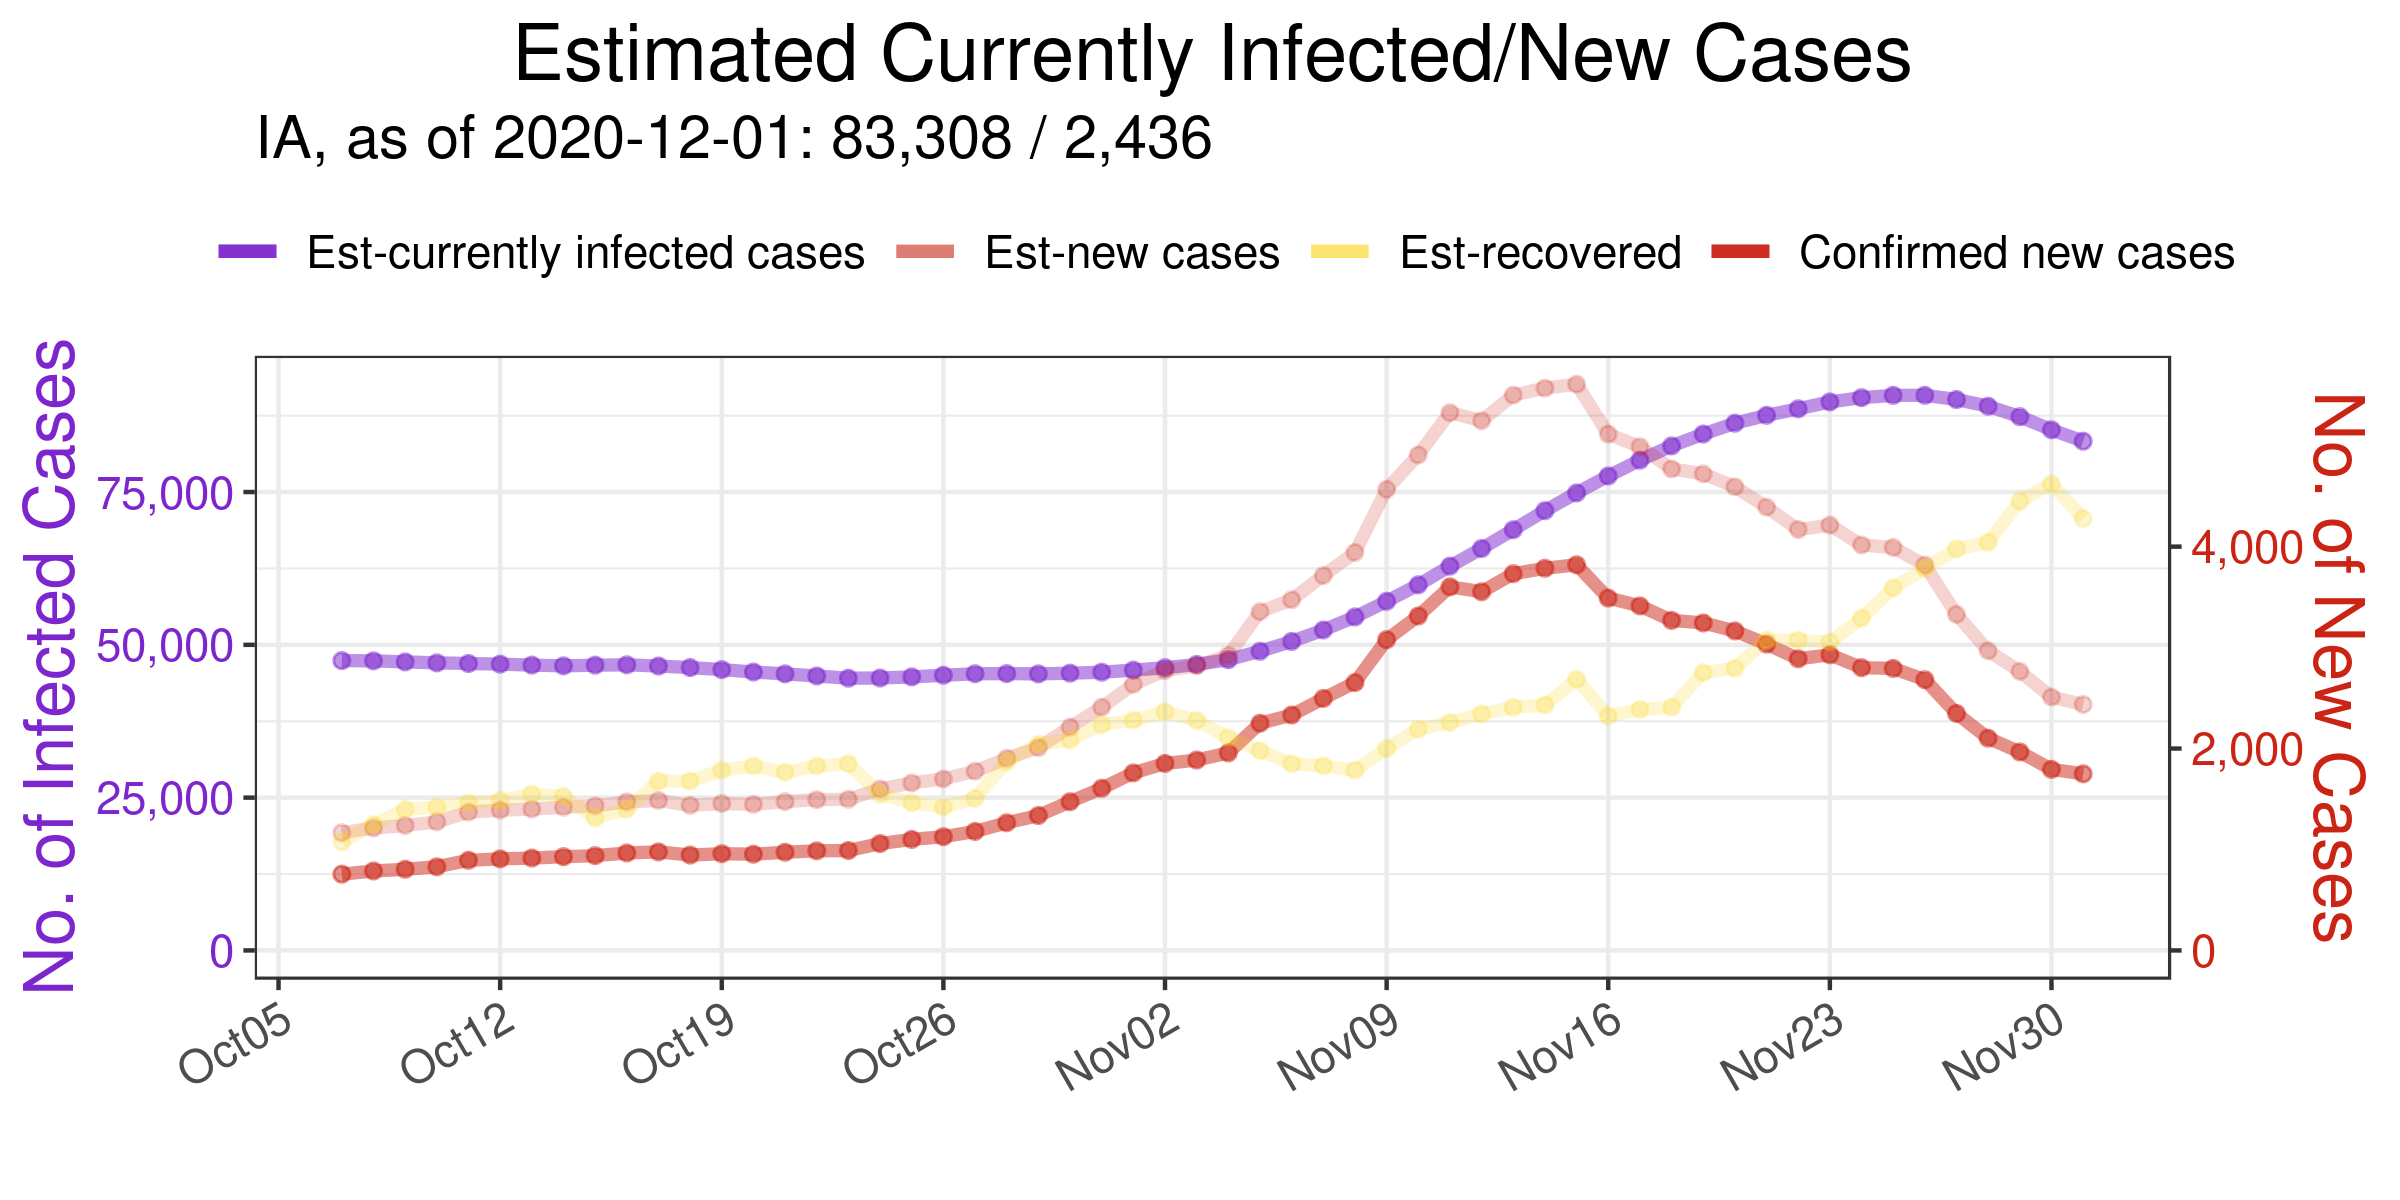 Estimated Currently Infected/New Cases
IA, as of 2020-12-01: 83,308 / 2,436
Est-currently infected cases Est-new cases Est-recovered Confirmed new cases
No. of Infected Cases
75,000
50,000
25,000
0
4,000
2,000
0
No. of New Cases
Oct05 Oct12 Oct19 Oct26 Nov02 Nov09 Nov16 Nov23 Nov30